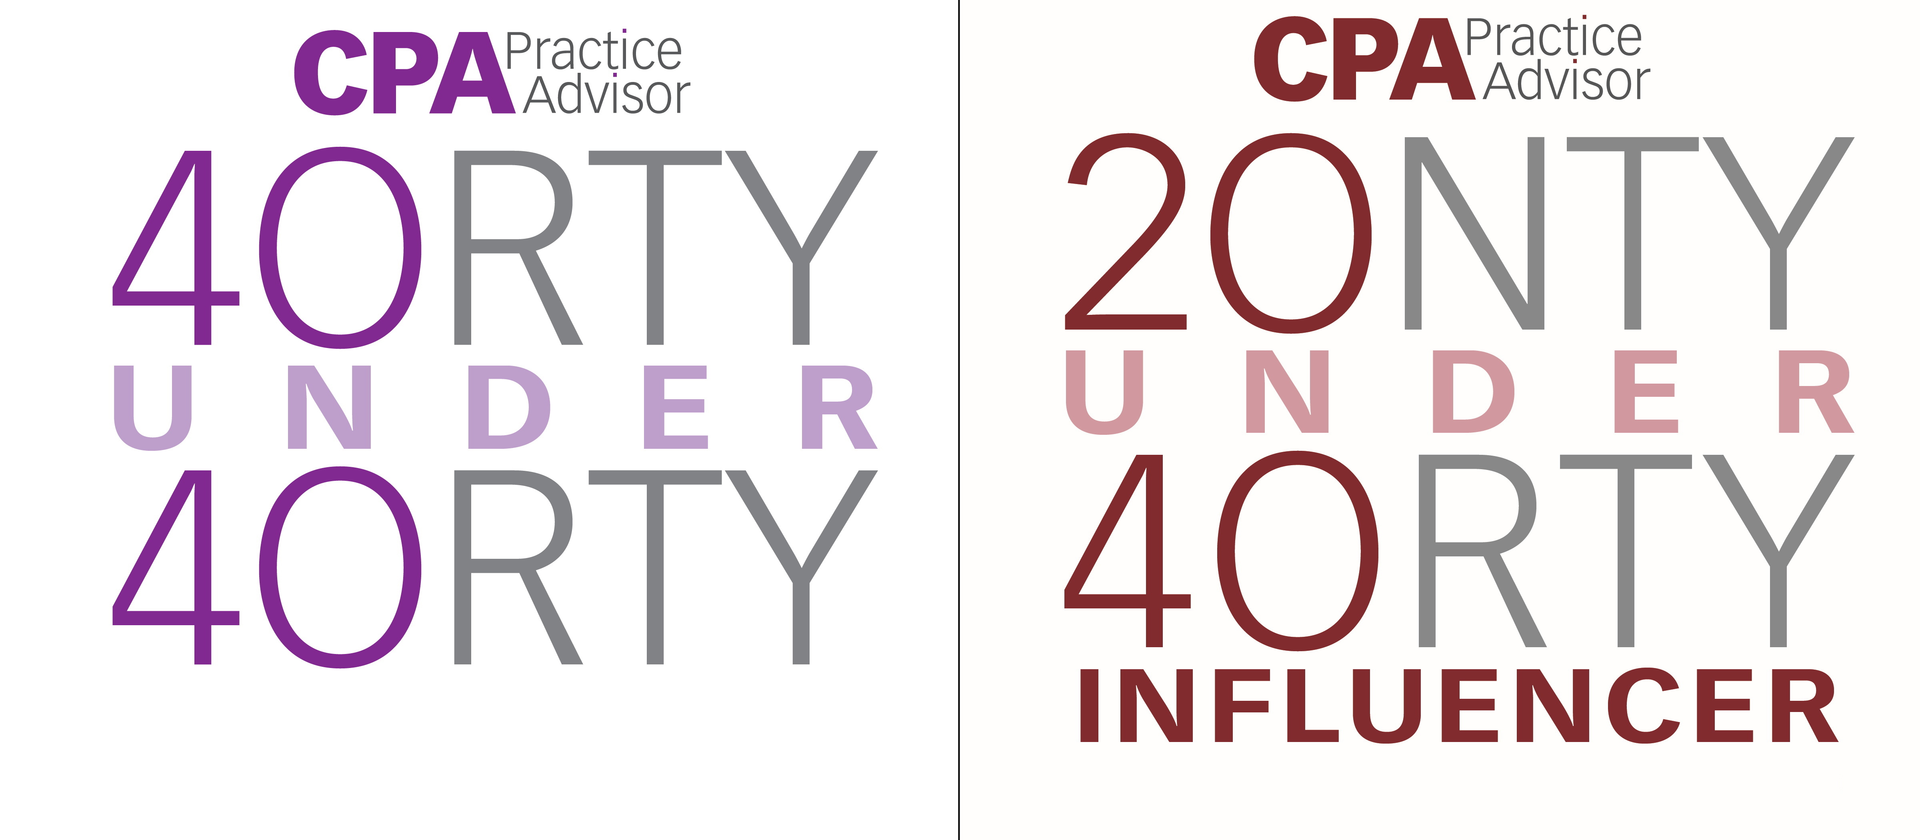 CPA Practice
Advisor
4ORTY
UNDER
4ORTY
CPA Practice
Advisor
2ONTY
UNDER
4ORTY
INFLUENCER